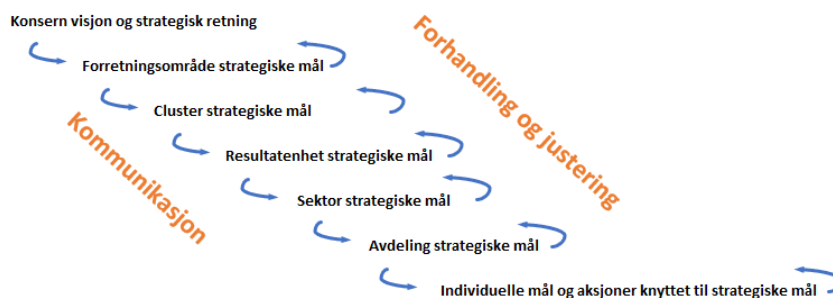 Konsern visjon og strategisk retning
Forretningsområde strategiske mål
Cluster strategiske mål
Resultatenhet strategiske mål
Sektor strategiske mål
Avdeling strategiske mål
Individuelle mål og aksjoner knyttet til strategiske mål
Kommunikasjon
Forhandling og justering